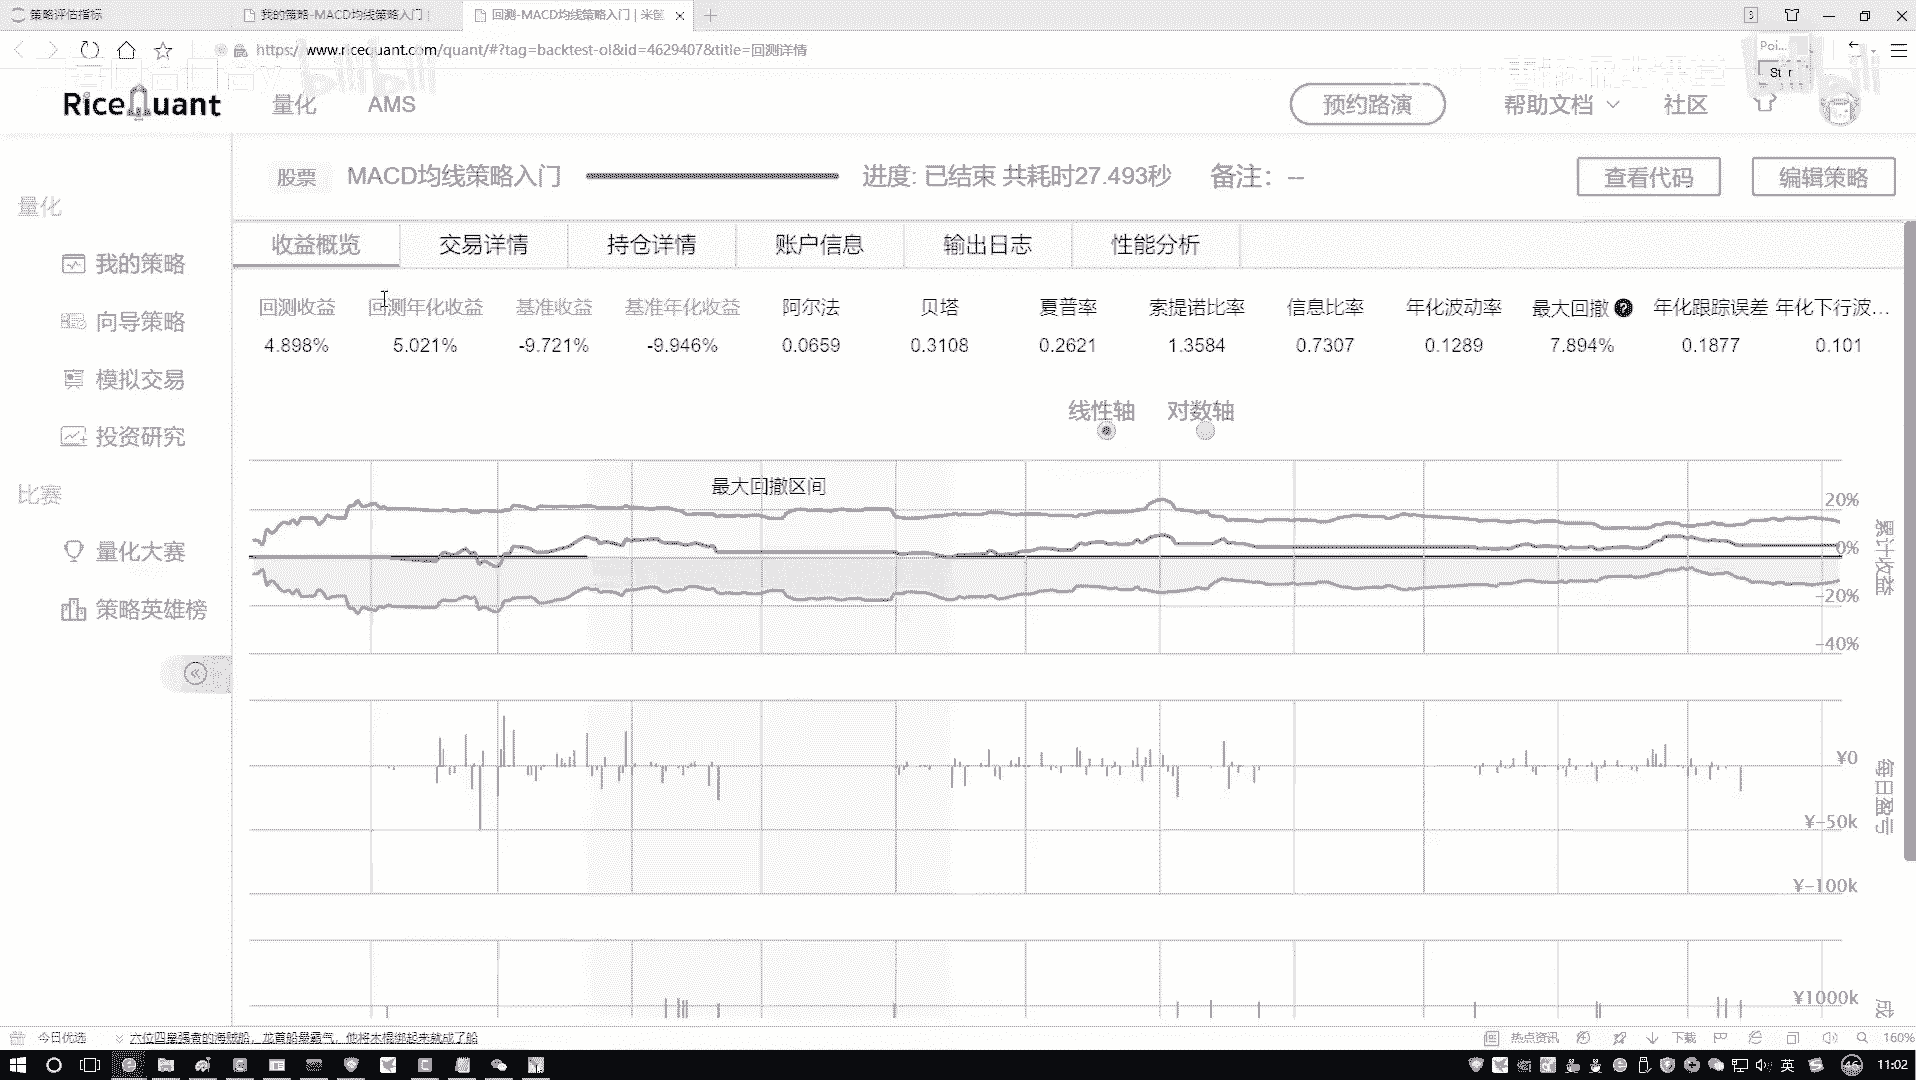 策略评估指标
我的策略-MACD均线策略入门 |
回测-MACD均线策略入门 | 米筐
https://www.ricequant.com/quant/#?tag=backtest-ol&id=4629407&title=回测详情
Poi...
RiceQuant
量化
AMS
预约路演
帮助文档
社区
股票
MACD均线策略入门
进度: 已结束 共耗时27.493秒
备注: --
查看代码
编辑策略
量化
我的策略
向导策略
模拟交易
投资研究
比赛
量化大赛
策略英雄榜
收益概览 交易详情 持仓详情 账户信息 输出日志 性能分析
回测收益 回测年化收益 基准收益 基准年化收益 阿尔法 贝塔 夏普率 索提诺比率 信息比率 年化波动率 最大回撤 年化跟踪误差 年化下行波...
4.898% 5.021% -9.721% -9.946% 0.0659 0.3108 0.2621 1.3584 0.7307 0.1289 7.894% 0.1877 0.101
线性轴 对数轴
最大回撤区间
20%
0%
-20%
-40%
累计收益
¥0
¥-50k
¥-100k
每日盈亏
¥1000k
成
今日优选
热点资讯
下载
160%
英
46
11:02